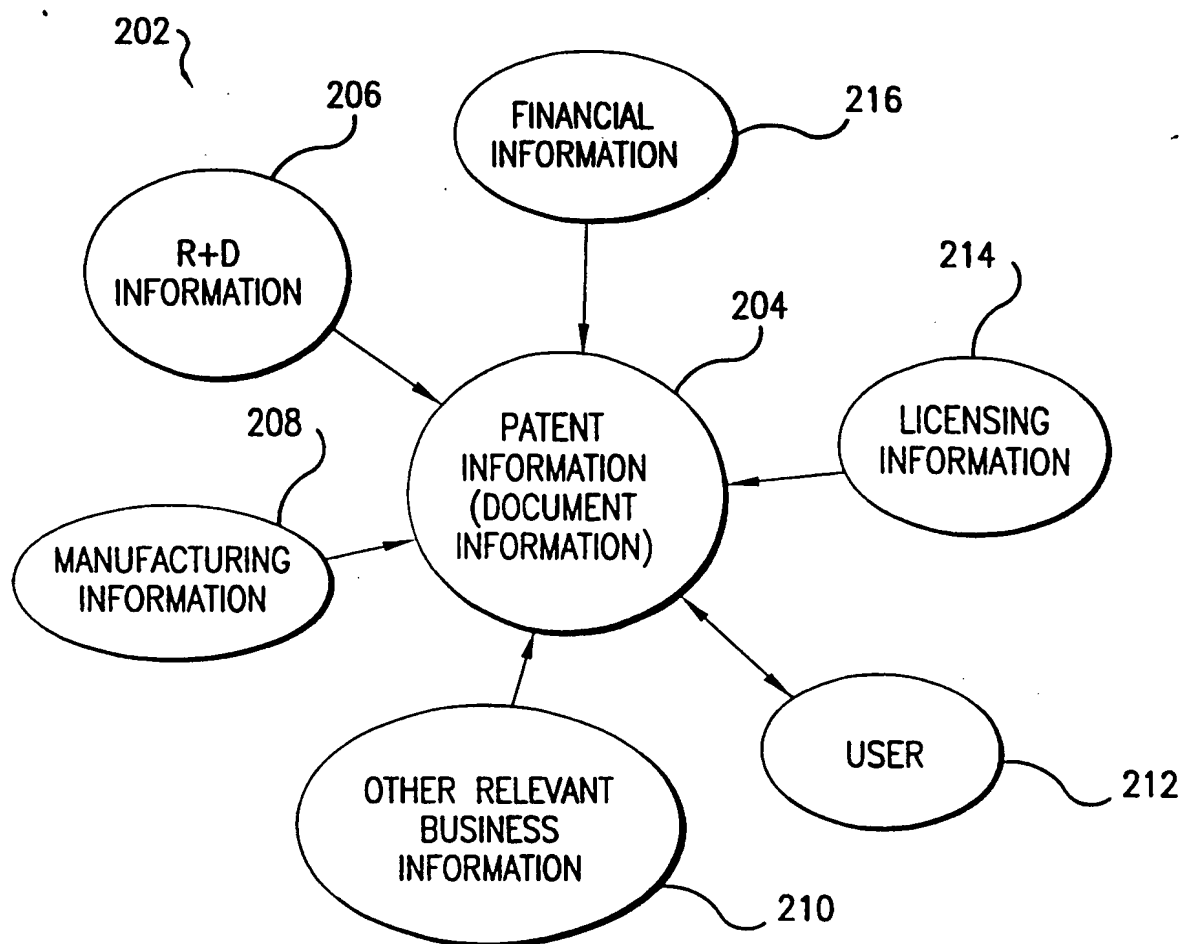 202
206
FINANCIAL
INFORMATION
216
R+D
INFORMATION
214
204
208
PATENT
INFORMATION
(DOCUMENT
INFORMATION)
LICENSING
INFORMATION
MANUFACTURING
INFORMATION
USER
212
OTHER RELEVANT
BUSINESS
INFORMATION
210